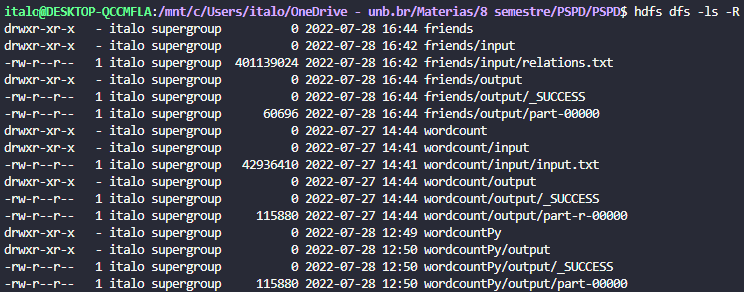 italo@DESKTOP-QCCMFLA:/mnt/c/Users/italo/OneDrive - unb.br/Materias/8 semestre/PSPD/PSPD$ hdfs dfs -ls -R
drwxr-xr-x - italo supergroup 0 2022-07-28 16:44 friends
drwxr-xr-x - italo supergroup 0 2022-07-28 16:42 friends/input
-rw-r--r-- 1 italo supergroup 401139024 2022-07-28 16:42 friends/input/relations.txt
drwxr-xr-x - italo supergroup 0 2022-07-28 16:44 friends/output
-rw-r--r-- 1 italo supergroup 0 2022-07-28 16:44 friends/output/_SUCCESS
-rw-r--r-- 1 italo supergroup 60696 2022-07-28 16:44 friends/output/part-00000
drwxr-xr-x - italo supergroup 0 2022-07-27 14:44 wordcount
drwxr-xr-x - italo supergroup 0 2022-07-27 14:41 wordcount/input
-rw-r--r-- 1 italo supergroup 42936410 2022-07-27 14:41 wordcount/input/input.txt
drwxr-xr-x - italo supergroup 0 2022-07-27 14:44 wordcount/output
-rw-r--r-- 1 italo supergroup 0 2022-07-27 14:44 wordcount/output/_SUCCESS
-rw-r--r-- 1 italo supergroup 115880 2022-07-27 14:44 wordcount/output/part-r-00000
drwxr-xr-x - italo supergroup 0 2022-07-28 12:49 wordcountPy
drwxr-xr-x - italo supergroup 0 2022-07-28 12:50 wordcountPy/output
-rw-r--r-- 1 italo supergroup 0 2022-07-28 12:50 wordcountPy/output/_SUCCESS
-rw-r--r-- 1 italo supergroup 115880 2022-07-28 12:50 wordcountPy/output/part-00000